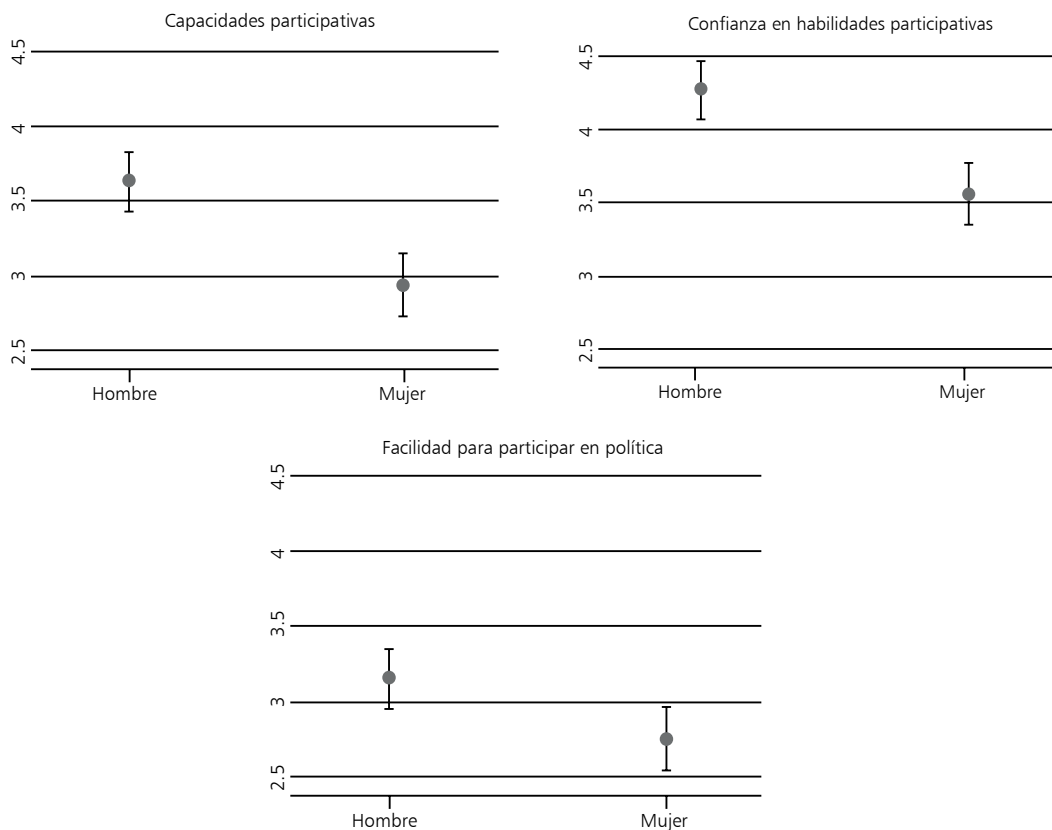 Capacidades participativas
4.5
4
3.5
3
2.5
Hombre Mujer
Confianza en habilidades participativas
4.5
4
3.5
3
2.5
Hombre Mujer
Facilidad para participar en política
4.5
4
3.5
3
2.5
Hombre Mujer